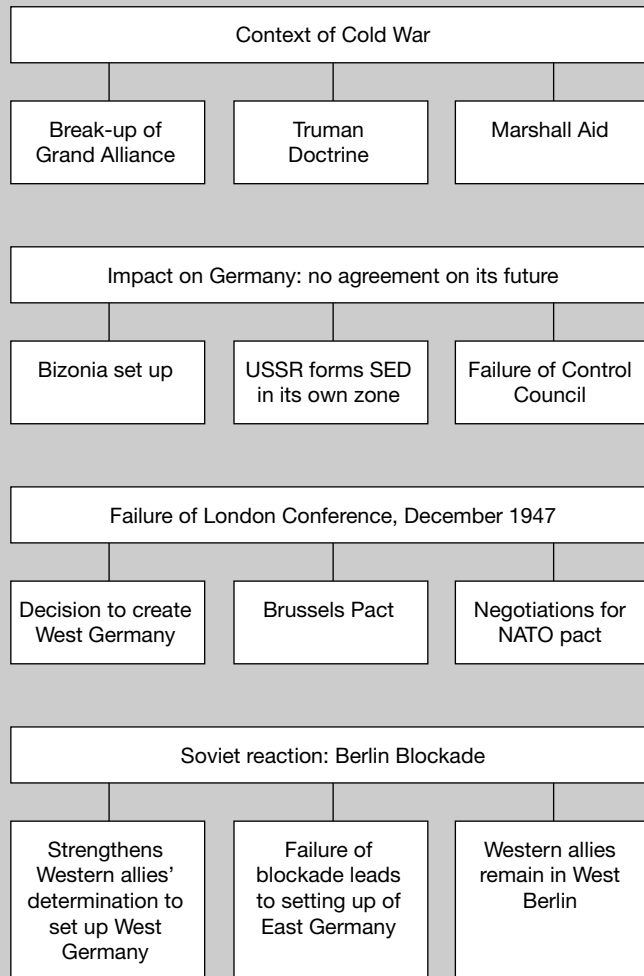 Context of Cold War
Break-up of
Grand Alliance
Truman
Doctrine
Marshall Aid
Impact on Germany: no agreement on its future
Bizonia set up
USSR forms SED
in its own zone
Failure of Control
Council
Failure of London Conference, December 1947
Decision to create
West Germany
Brussels Pact
Negotiations for
NATO pact
Soviet reaction: Berlin Blockade
Strengthens
Western allies’
determination to
set up West
Germany
Failure of
blockade leads
to setting up of
East Germany
Western allies
remain in West
Berlin